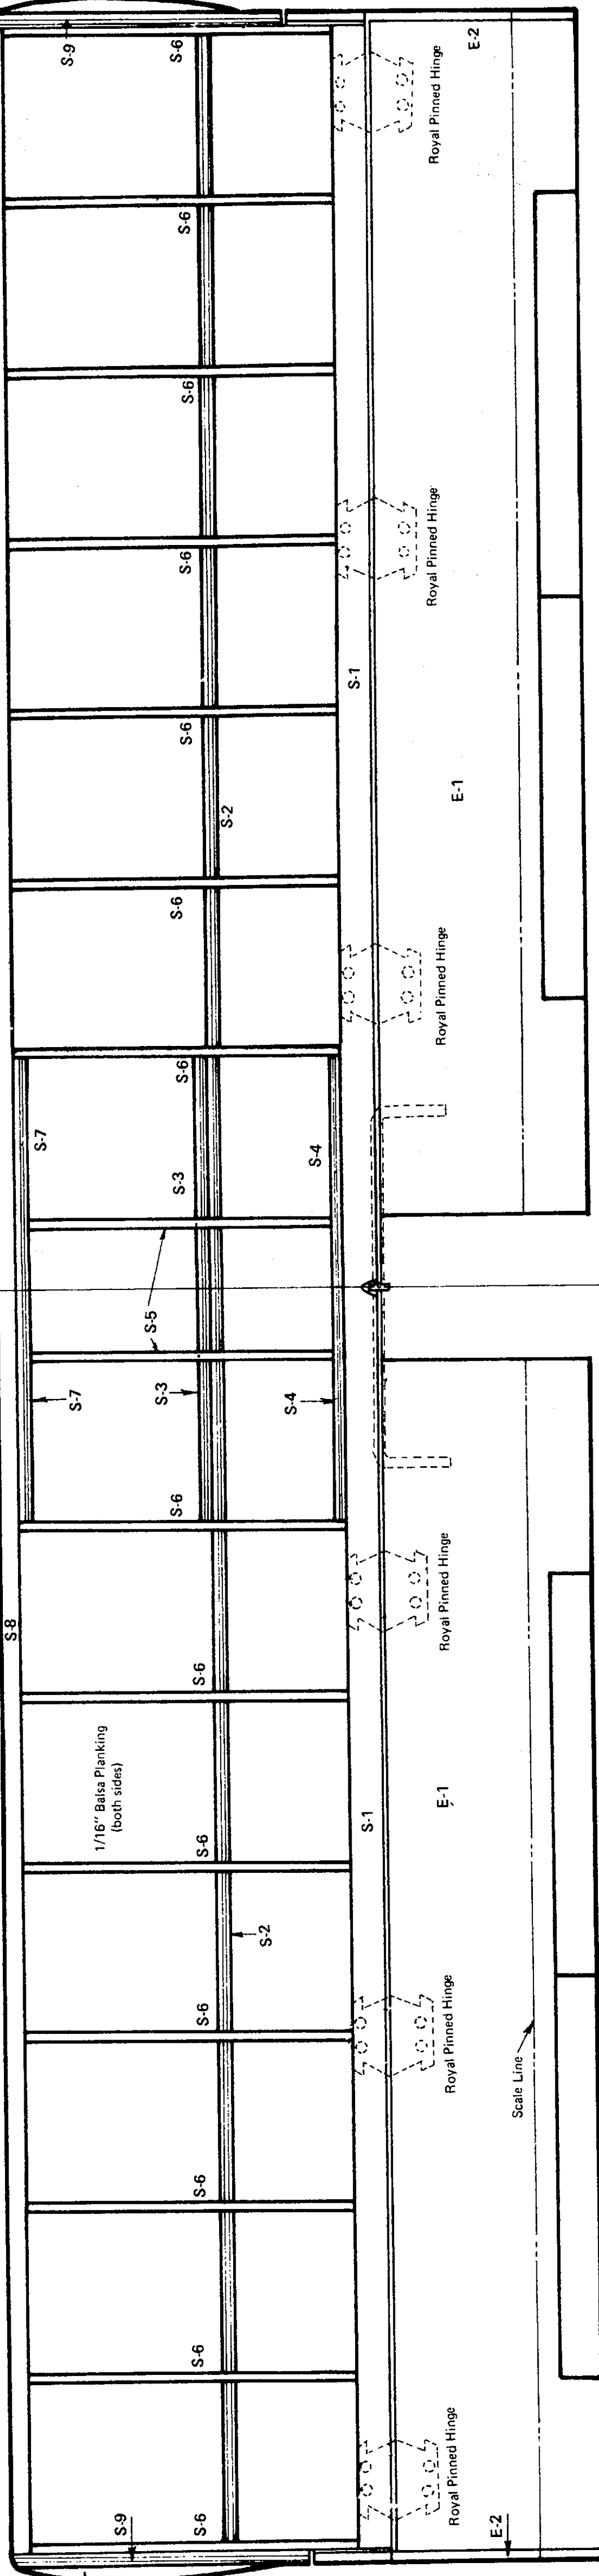 S-9
S-6
E-2
Royal Pinned Hinge
S-6
S-6
Royal Pinned Hinge
S-6
S-1
S-6
E-1
S-2
S-6
Royal Pinned Hinge
S-6
S-7
S-3
S-4
S-5
S-7
S-3
S-4
S-6
Royal Pinned Hinge
S-8
S-6
1/16" Balsa Planking
(both sides)
E-1
S-1
S-6
S-2
S-6
Royal Pinned Hinge
Scale Line
S-6
S-6
Royal Pinned Hinge
S-9
S-6
E-2